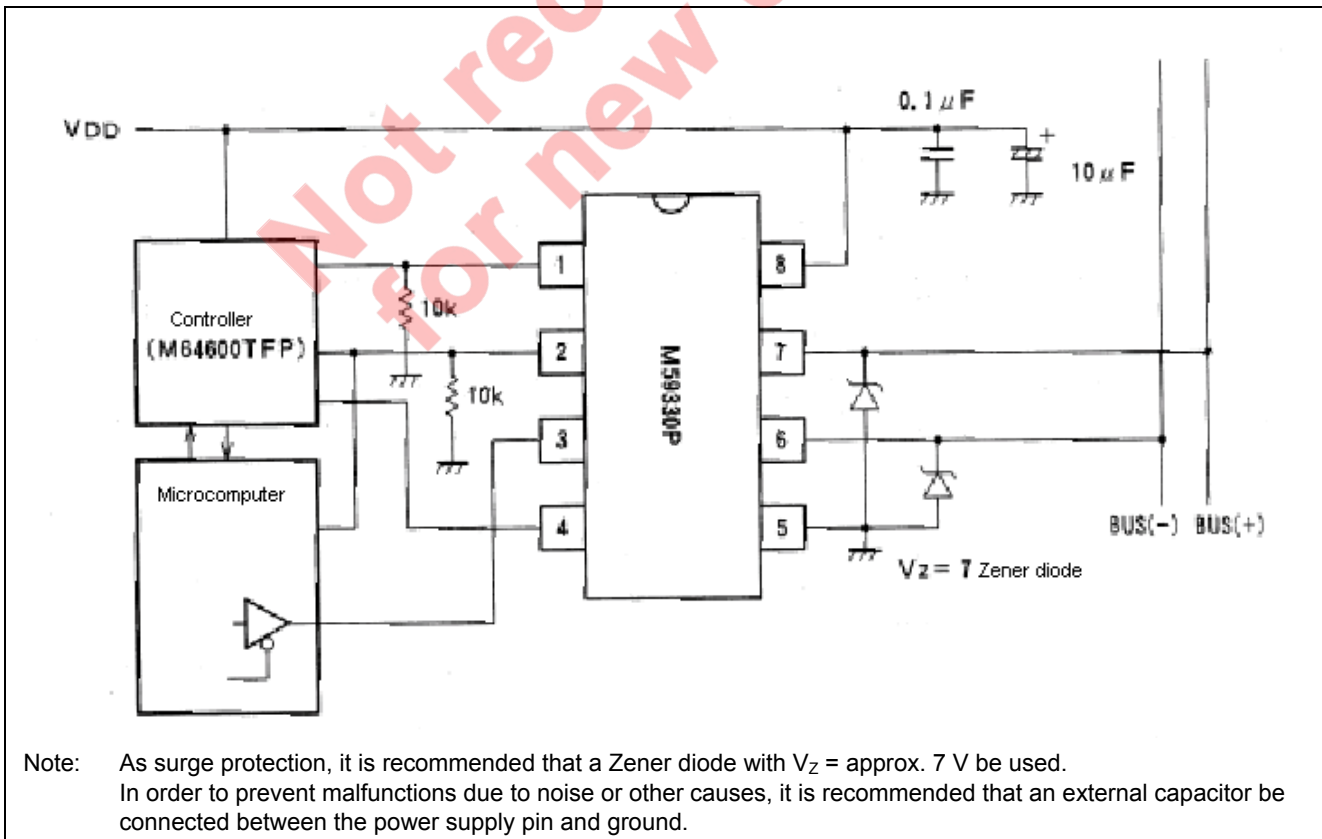 Not rec
for new
VDD
0.1 μF
+
10 μF
Controller
(M64600TFP)
Microcomputer
10k
10k
1
2
3
4
M59330P
8
7
6
5
BUS(-) BUS(+)
Vz= 7 Zener diode
Note: As surge protection, it is recommended that a Zener diode with VZ = approx. 7 V be used.
In order to prevent malfunctions due to noise or other causes, it is recommended that an external capacitor be
connected between the power supply pin and ground.